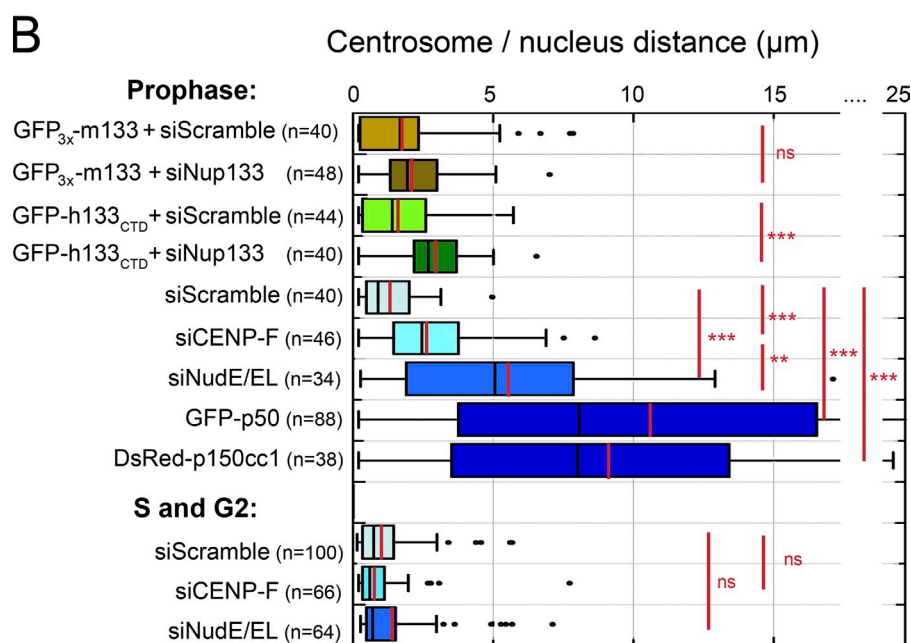 B
Centrosome / nucleus distance (μm)
Prophase:
0 5 10 15 .... 25
GFP3x-m133 + siScramble (n=40)
GFP3x-m133 + siNup133 (n=48)
ns
GFP-h133CTD + siScramble (n=44)
GFP-h133CTD + siNup133 (n=40)
***
siScramble (n=40)
***
siCENP-F (n=46)
***
**
***
siNudE/EL (n=34)
***
GFP-p50 (n=88)
DsRed-p150cc1 (n=38)
S and G2:
siScramble (n=100)
ns
siCENP-F (n=66)
ns
siNudE/EL (n=64)